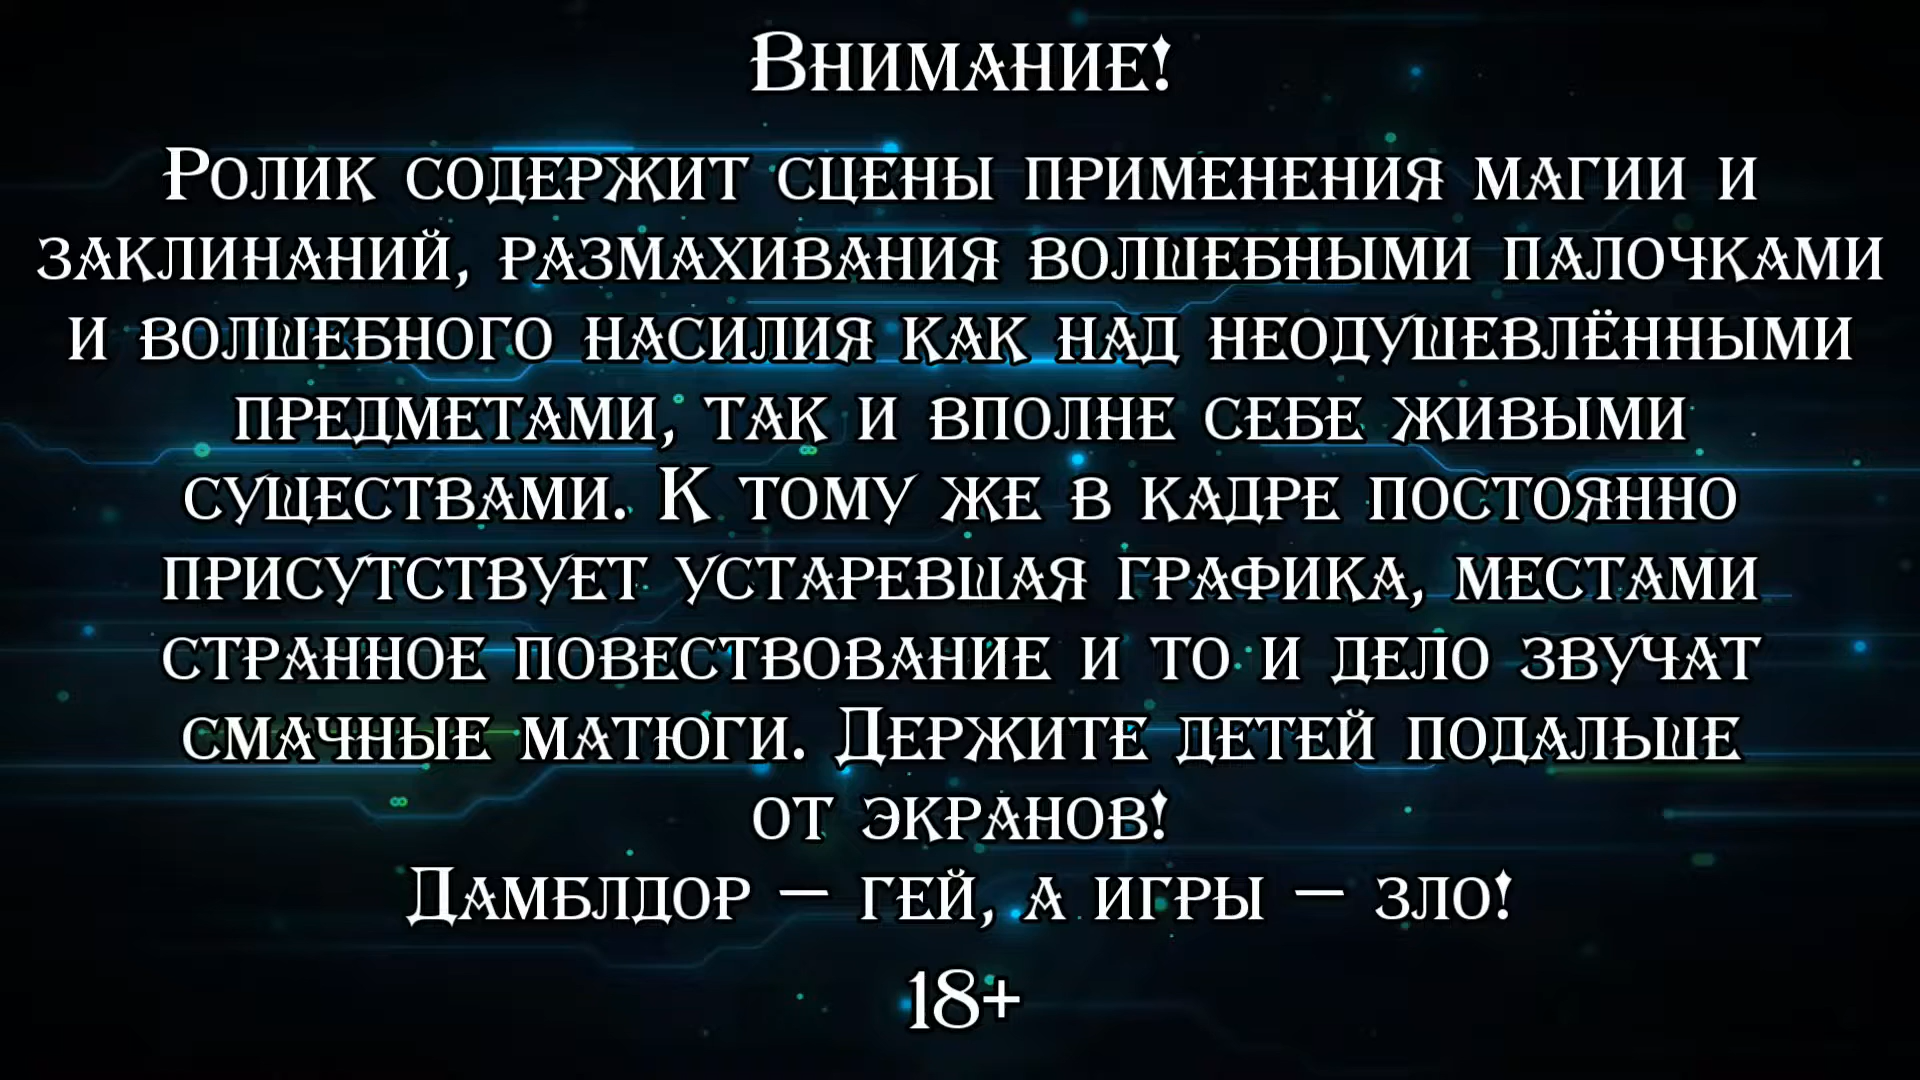 Внимание!
Ролик содержит сцены применения магии и
заклинаний, размахивания волшебными палочками
и волшебного насилия как над неодушевлёнными
предметами, так и вполне себе живыми
существами. К тому же в кадре постоянно
присутствует устаревшая графика, местами
странное повествование и то и дело звучат
смачные матюги. Держите детей подальше
от экранов!
Дамблдор — гей, а игры — зло!
18+